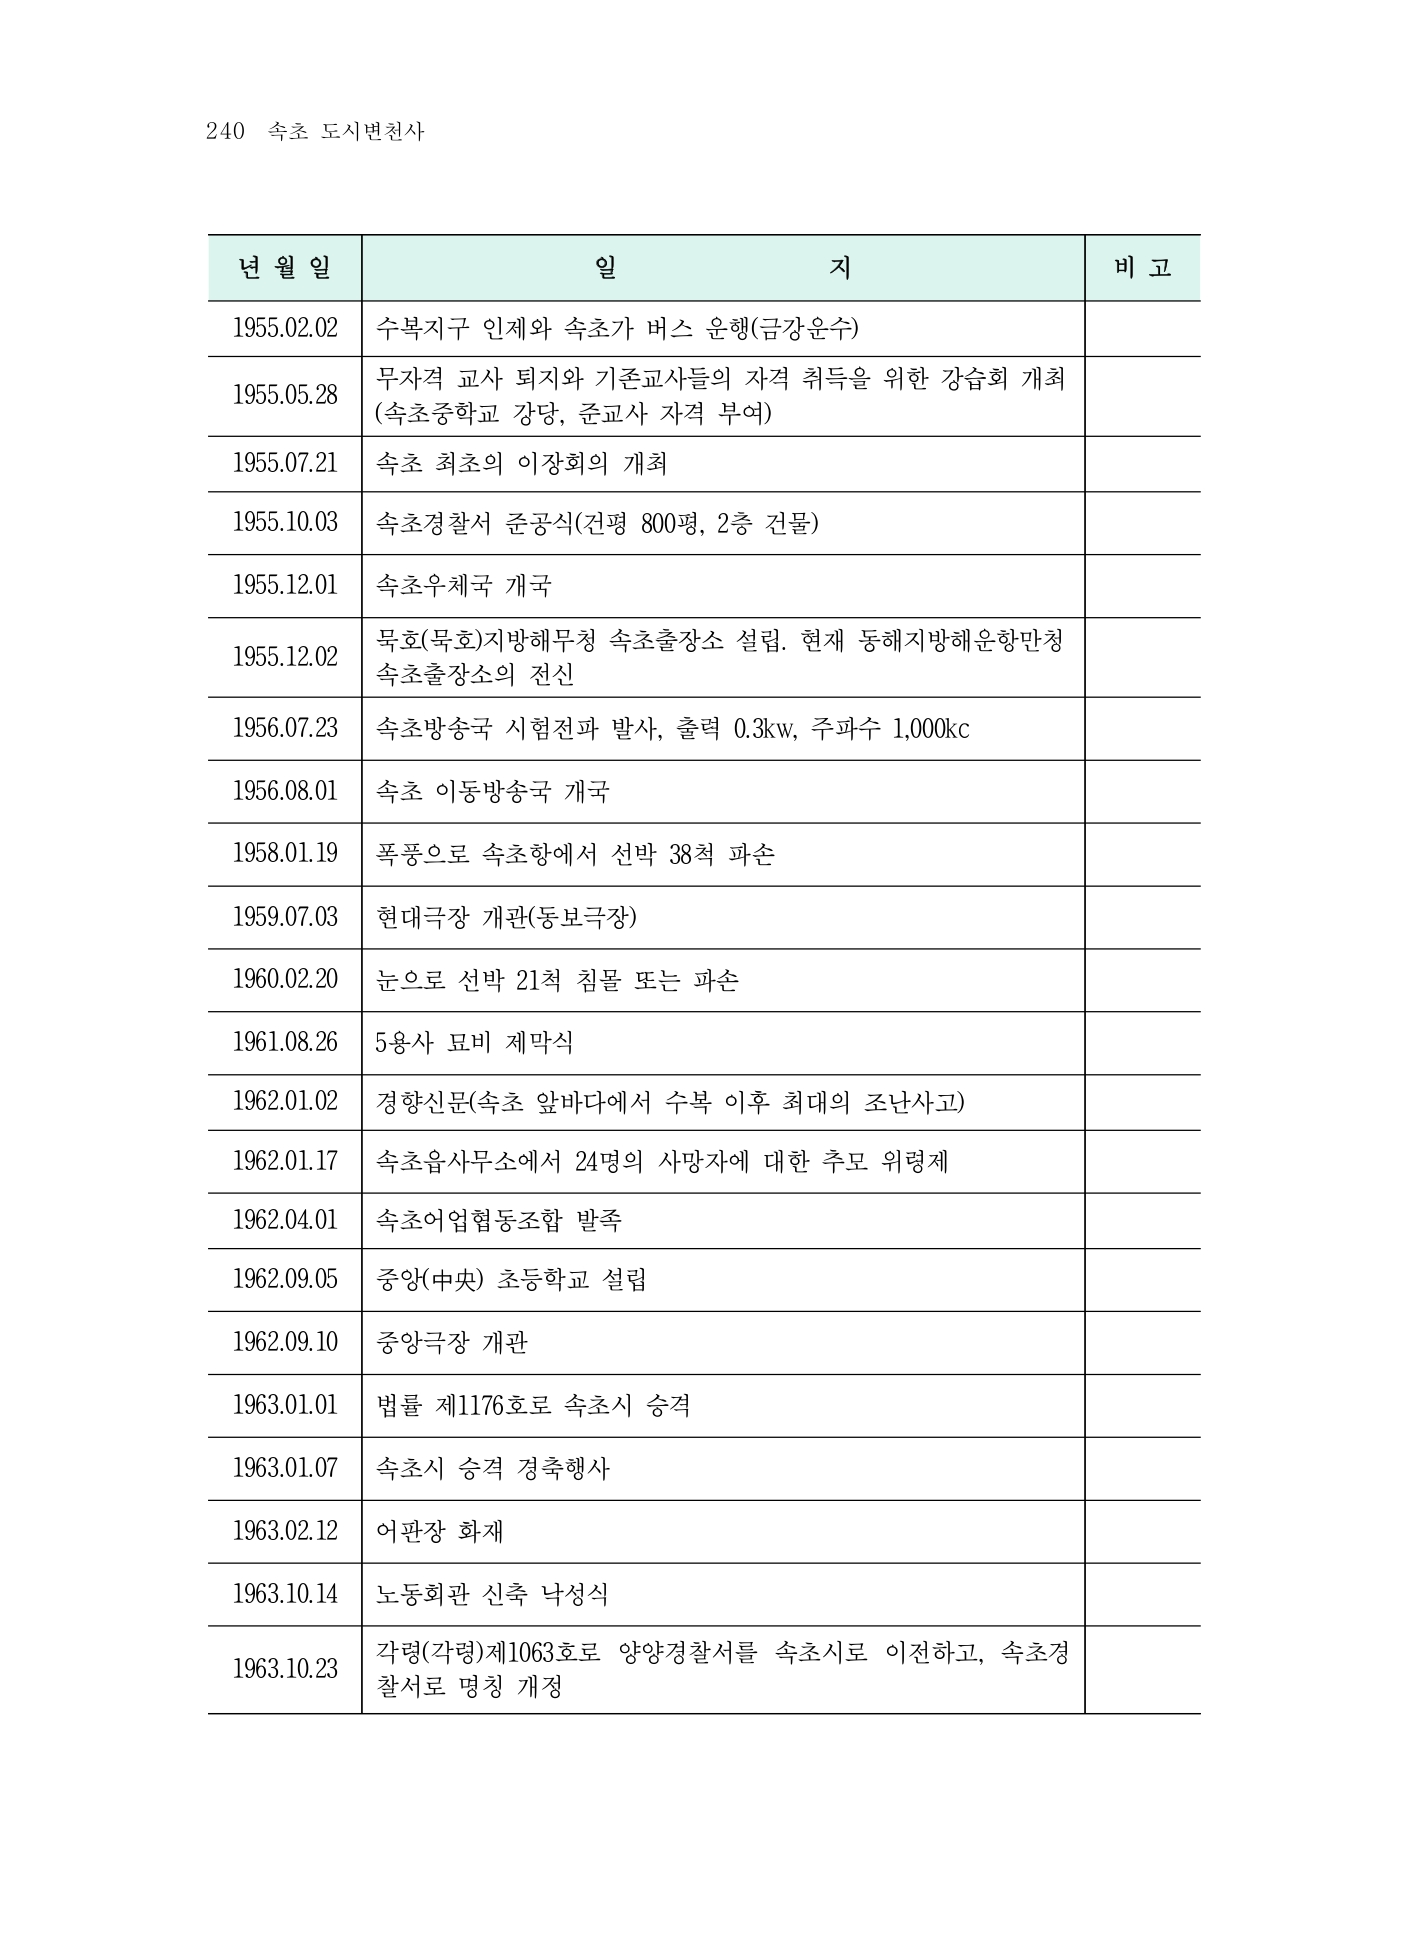 240 속초 도시변천사
년 월 일 일 지 비 고
1955.02.02 수복지구 인제와 속초가 버스 운행(금강운수)
1955.05.28 무자격 교사 퇴지와 기존교사들의 자격 취득을 위한 강습회 개최
(속초중학교 강당, 준교사 자격 부여)
1955.07.21 속초 최초의 이장회의 개최
1955.10.03 속초경찰서 준공식(건평 800평, 2층 건물)
1955.12.01 속초우체국 개국
1955.12.02 묵호(묵호)지방해무청 속초출장소 설립. 현재 동해지방해운항만청
속초출장소의 전신
1956.07.23 속초방송국 시험전파 발사, 출력 0.3kw, 주파수 1,000kc
1956.08.01 속초 이동방송국 개국
1958.01.19 폭풍으로 속초항에서 선박 38척 파손
1959.07.03 현대극장 개관(동보극장)
1960.02.20 눈으로 선박 21척 침몰 또는 파손
1961.08.26 5용사 묘비 제막식
1962.01.02 경향신문(속초 앞바다에서 수복 이후 최대의 조난사고)
1962.01.17 속초읍사무소에서 24명의 사망자에 대한 추모 위령제
1962.04.01 속초어업협동조합 발족
1962.09.05 중앙(中央) 초등학교 설립
1962.09.10 중앙극장 개관
1963.01.01 법률 제1176호로 속초시 승격
1963.01.07 속초시 승격 경축행사
1963.02.12 어판장 화재
1963.10.14 노동회관 신축 낙성식
1963.10.23 각령(각령)제1063호로 양양경찰서를 속초시로 이전하고, 속초경
찰서로 명칭 개정